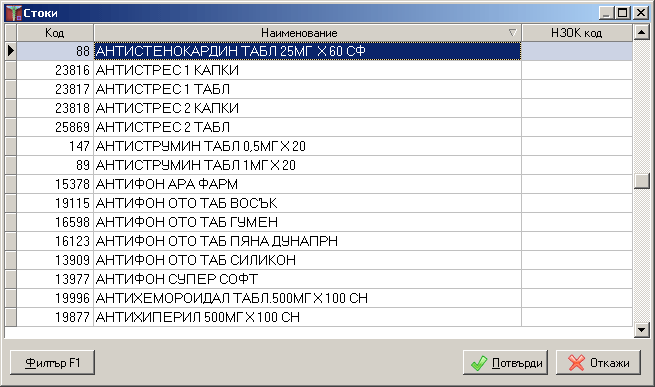 Стоки
Код Наименование НЗОК код
88 АНТИСТЕНОКАРДИН ТАБЛ 25МГ Х 60 СФ
23816 АНТИСТРЕС 1 КАПКИ
23817 АНТИСТРЕС 1 ТАБЛ
23818 АНТИСТРЕС 2 КАПКИ
25869 АНТИСТРЕС 2 ТАБЛ
147 АНТИСТРУМИН ТАБЛ 0,5МГ Х 20
89 АНТИСТРУМИН ТАБЛ 1МГ Х 20
15378 АНТИФОН АРА ФАРМ
19115 АНТИФОН ОТО ТАБ ВОСЪК
16598 АНТИФОН ОТО ТАБ ГУМЕН
16123 АНТИФОН ОТО ТАБ ПЯНА ДУНАПРН
13909 АНТИФОН ОТО ТАБ СИЛИКОН
13977 АНТИФОН СУПЕР СОФТ
19996 АНТИХЕМОРОИДАЛ ТАБЛ.500МГ Х 100 СН
19877 АНТИХИПЕРИЛ 500МГ Х 100 СН
Филтър F1 Потвърди Откажи